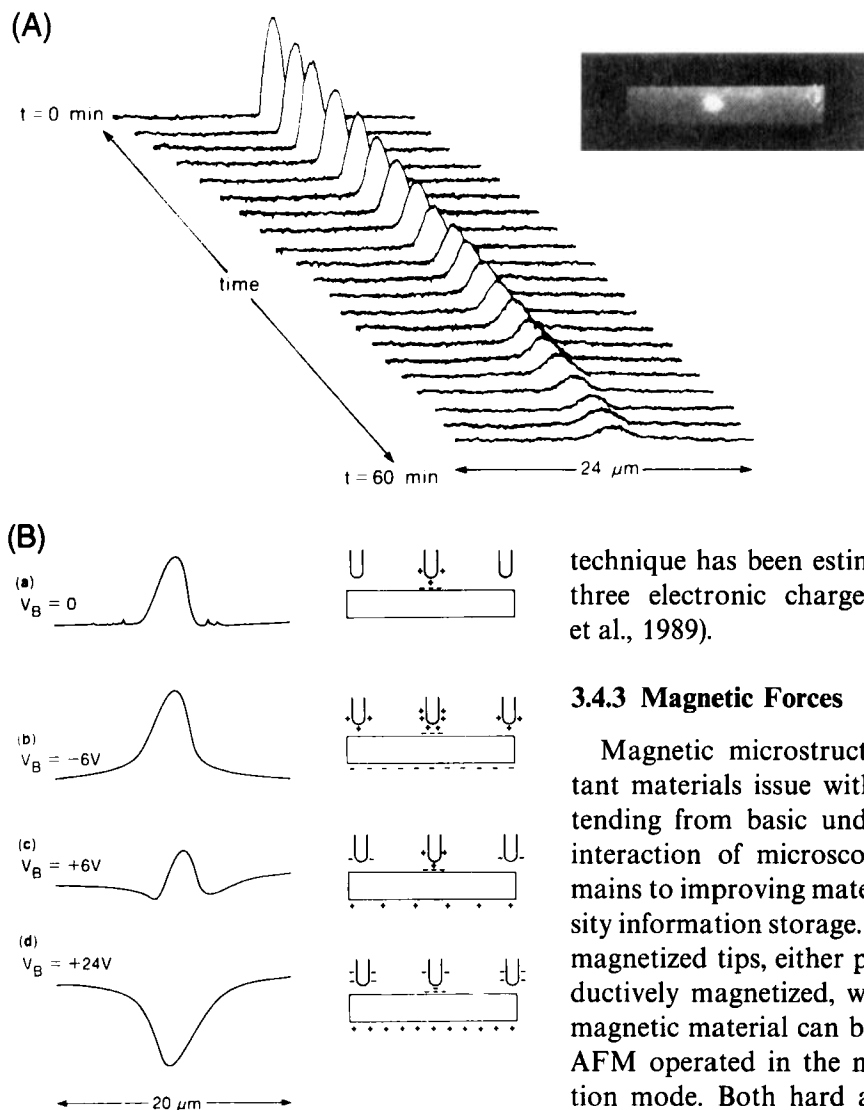 (A)
t = 0 min
time
t = 60 min
24 μm
(B)
(a)
V_B = 0
(b)
V_B = −6V
(c)
V_B = +6V
(d)
V_B = +24V
20 μm
technique has been estim
three electronic charge
et al., 1989).
3.4.3 Magnetic Forces
Magnetic microstruct
tant materials issue with
tending from basic und
interaction of microsco
mains to improving mate
sity information storage.
magnetized tips, either p
ductively magnetized, w
magnetic material can b
AFM operated in the n
tion mode. Both hard a